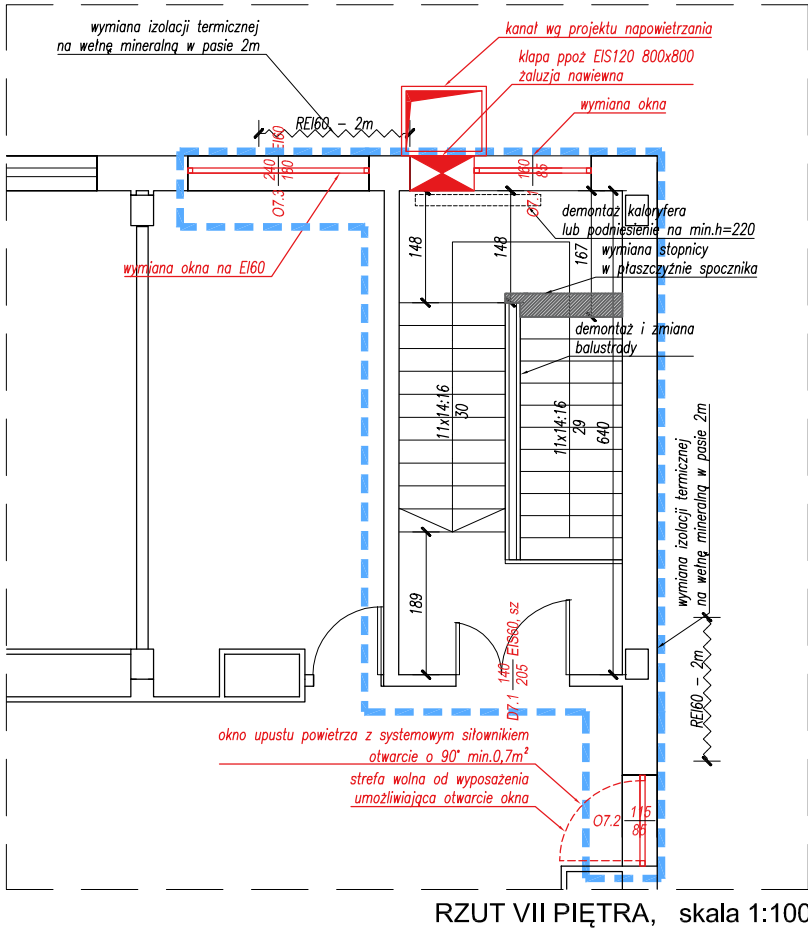 wymiana izolacji termicznej
na wełnę mineralną w pasie 2m
kanał wg projektu napowietrzania
klapa ppoż EIS120 800x800
żaluzja nawiewna
wymiana okna
REI60 - 2m
EI60
240
180
O7.3
160
85
O7.1
wymiana okna na EI60
148
148
167
demontaż kaloryfera
lub podniesienie na min.h=220
wymiana stopnicy
w płaszczyźnie spocznika
demontaż i zmiana
balustrady
11x14:16
30
11x14:16
29
640
wymiana izolacji termicznej
na wełnę mineralną w pasie 2m
189
D7.1
140
205
EIS60, sz
REI60 - 2m
okno upustu powietrza z systemowym siłownikiem
otwarcie o 90° min.0,7m²
strefa wolna od wyposażenia
umożliwiająca otwarcie okna
O7.2
115
85
RZUT VII PIĘTRA, skala 1:100